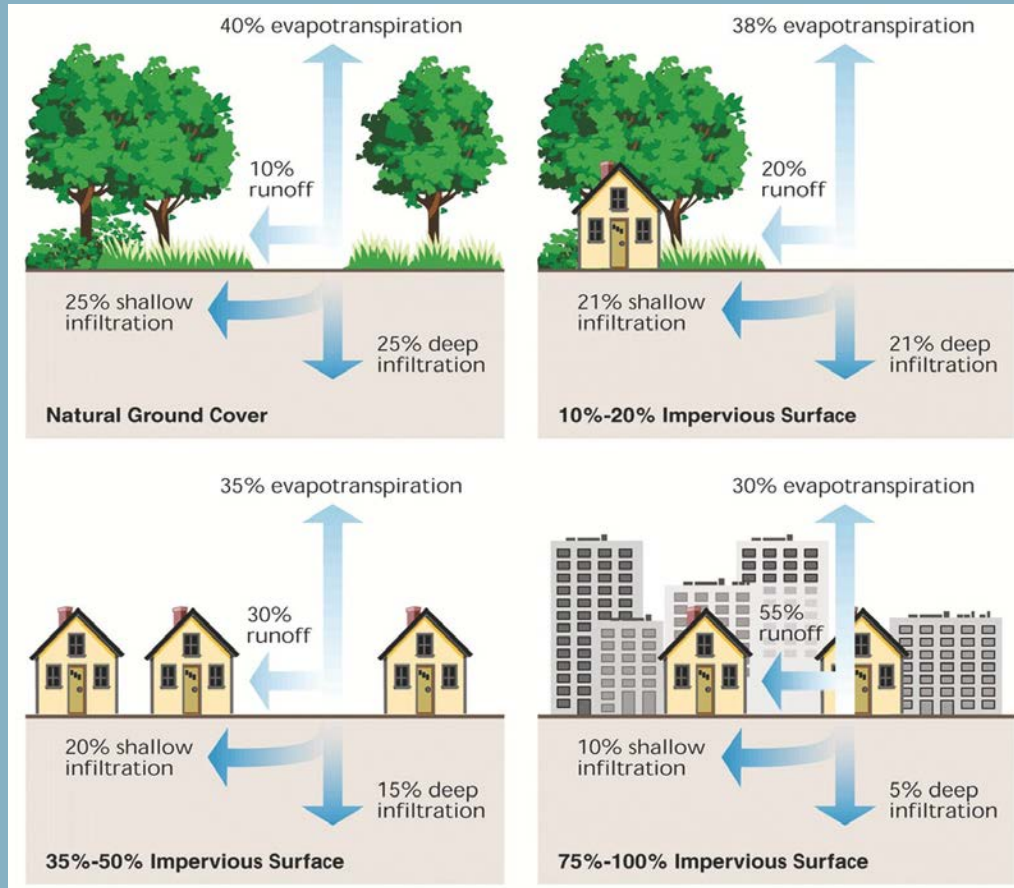 40% evapotranspiration
10%
runoff
25% shallow
infiltration
25% deep
infiltration
Natural Ground Cover
38% evapotranspiration
20%
runoff
21% shallow
infiltration
21% deep
infiltration
10%-20% Impervious Surface
35% evapotranspiration
30%
runoff
20% shallow
infiltration
15% deep
infiltration
35%-50% Impervious Surface
30% evapotranspiration
55%
runoff
10% shallow
infiltration
5% deep
infiltration
75%-100% Impervious Surface